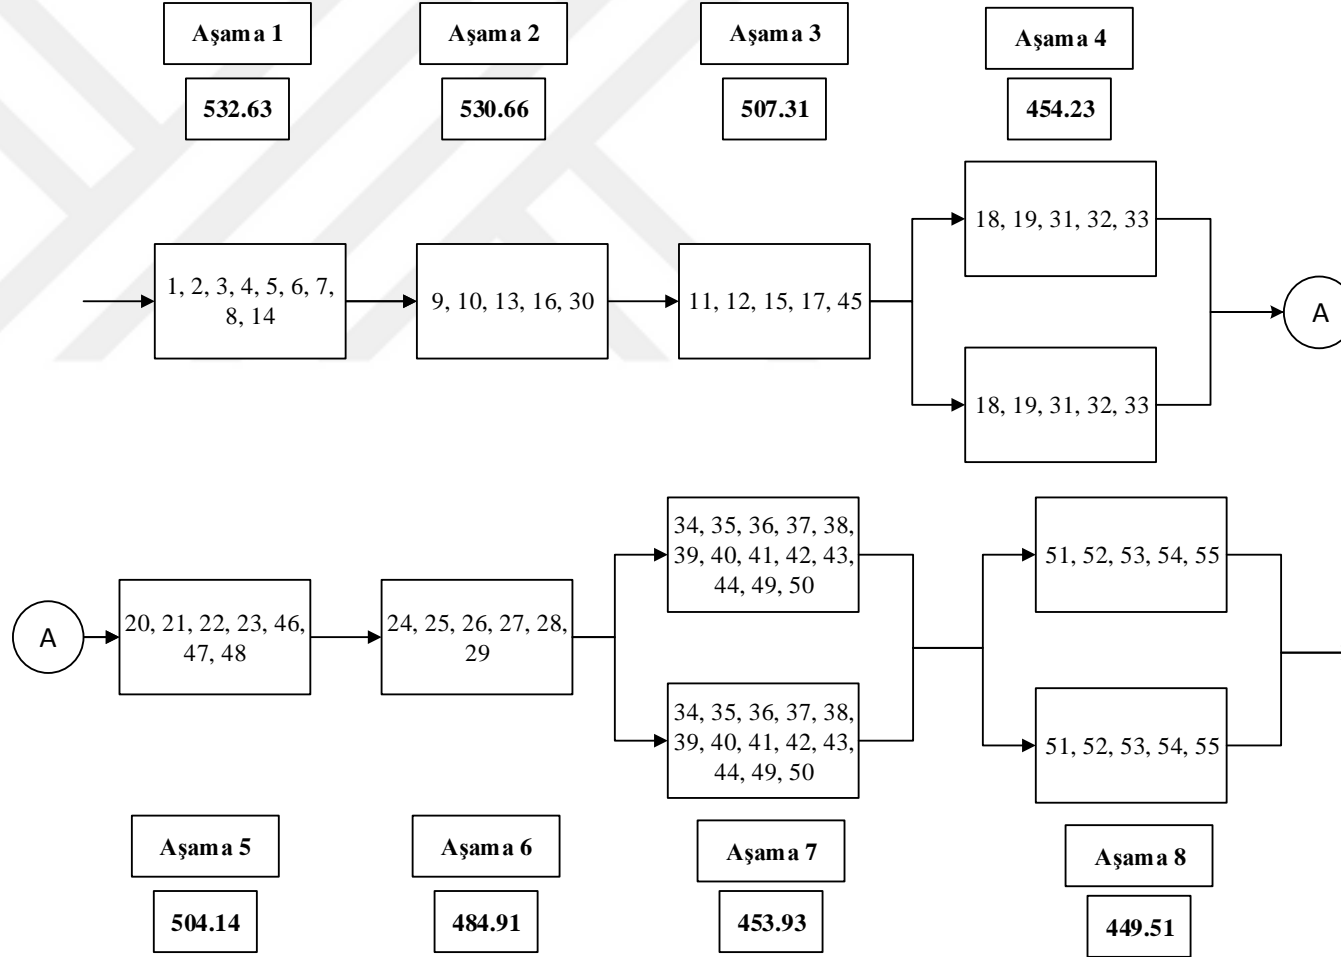 Aşama 1
Aşama 2
Aşama 3
Aşama 4
532.63
530.66
507.31
454.23
18, 19, 31, 32, 33
1, 2, 3, 4, 5, 6, 7,
8, 14
9, 10, 13, 16, 30
11, 12, 15, 17, 45
A
18, 19, 31, 32, 33
A
20, 21, 22, 23, 46,
47, 48
24, 25, 26, 27, 28,
29
34, 35, 36, 37, 38,
39, 40, 41, 42, 43,
44, 49, 50
51, 52, 53, 54, 55
34, 35, 36, 37, 38,
39, 40, 41, 42, 43,
44, 49, 50
51, 52, 53, 54, 55
Aşama 5
Aşama 6
Aşama 7
Aşama 8
504.14
484.91
453.93
449.51